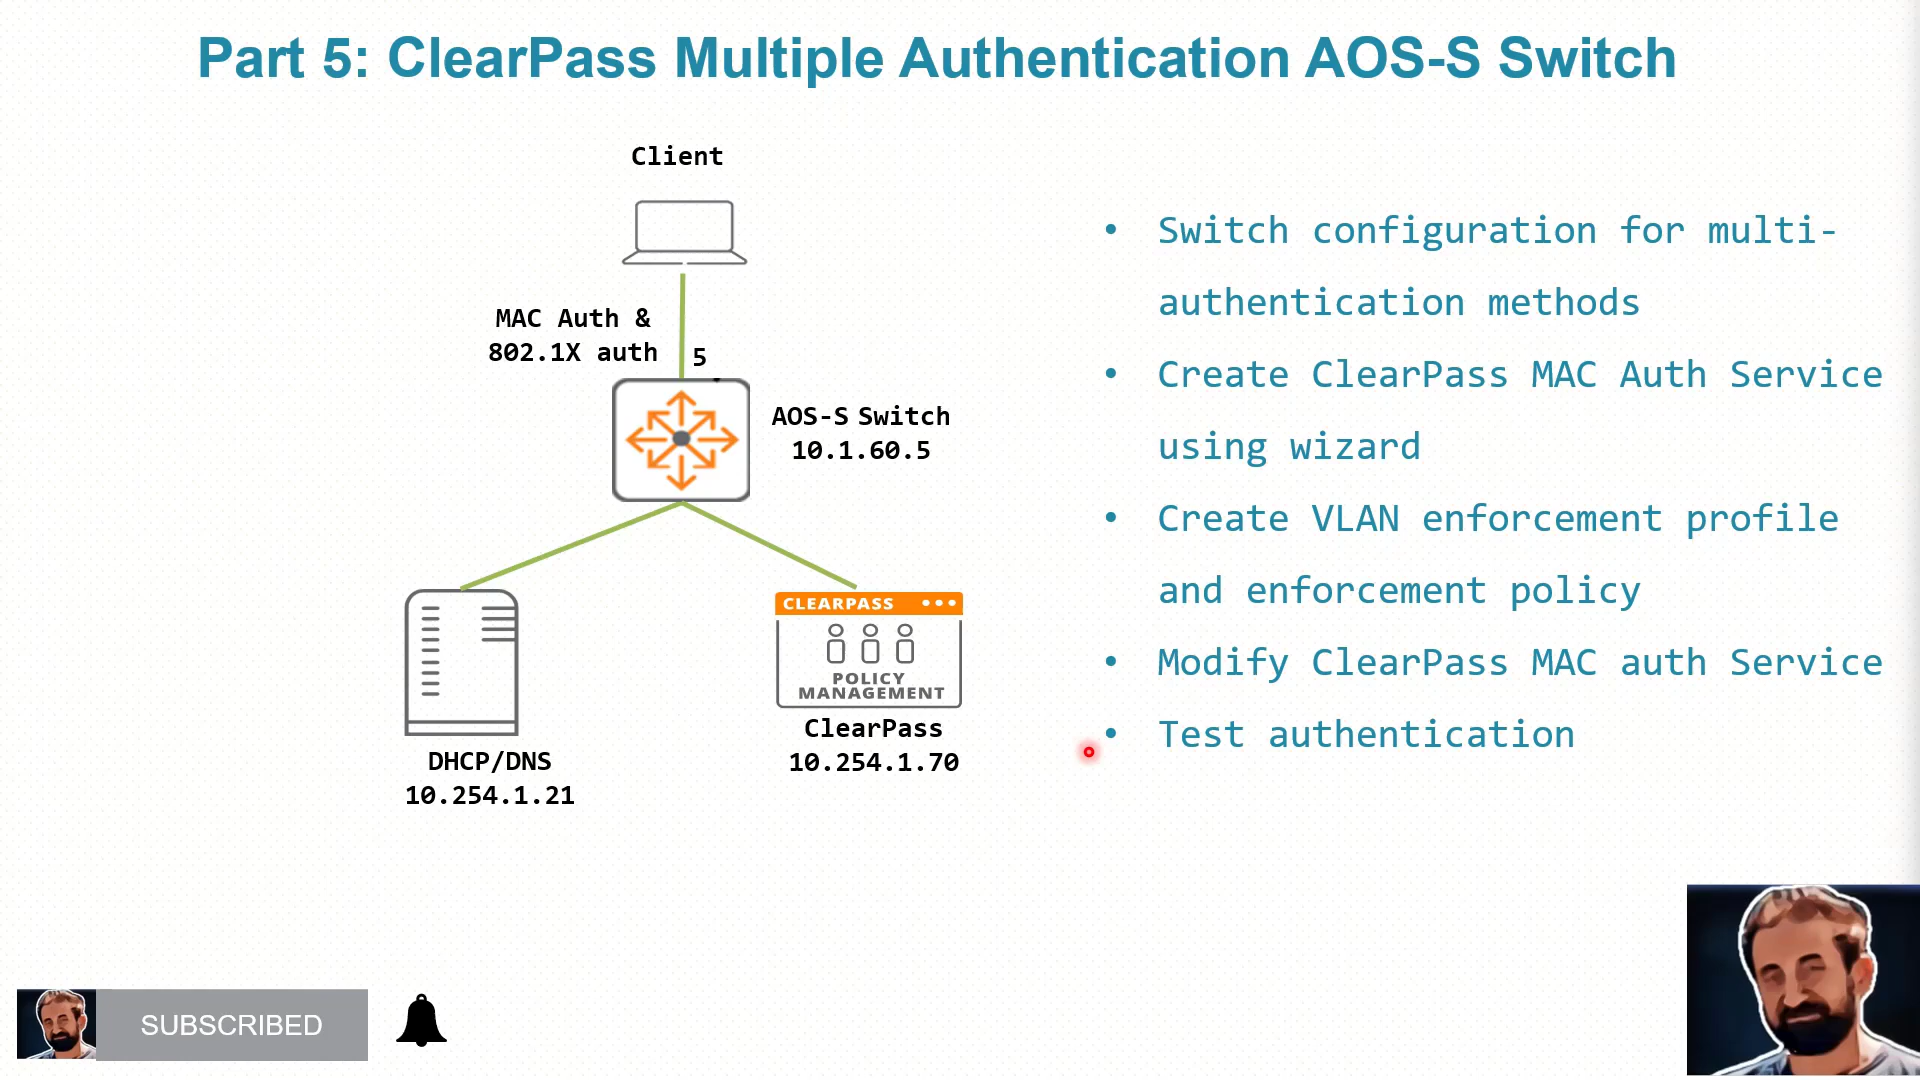 Part 5: ClearPass Multiple Authentication AOS-S Switch
Client
MAC Auth &
802.1X auth
5
AOS-S Switch
10.1.60.5
CLEARPASS
POLICY
MANAGEMENT
ClearPass
10.254.1.70
DHCP/DNS
10.254.1.21
• Switch configuration for multi-
authentication methods
• Create ClearPass MAC Auth Service
using wizard
• Create VLAN enforcement profile
and enforcement policy
• Modify ClearPass MAC auth Service
• Test authentication
SUBSCRIBED